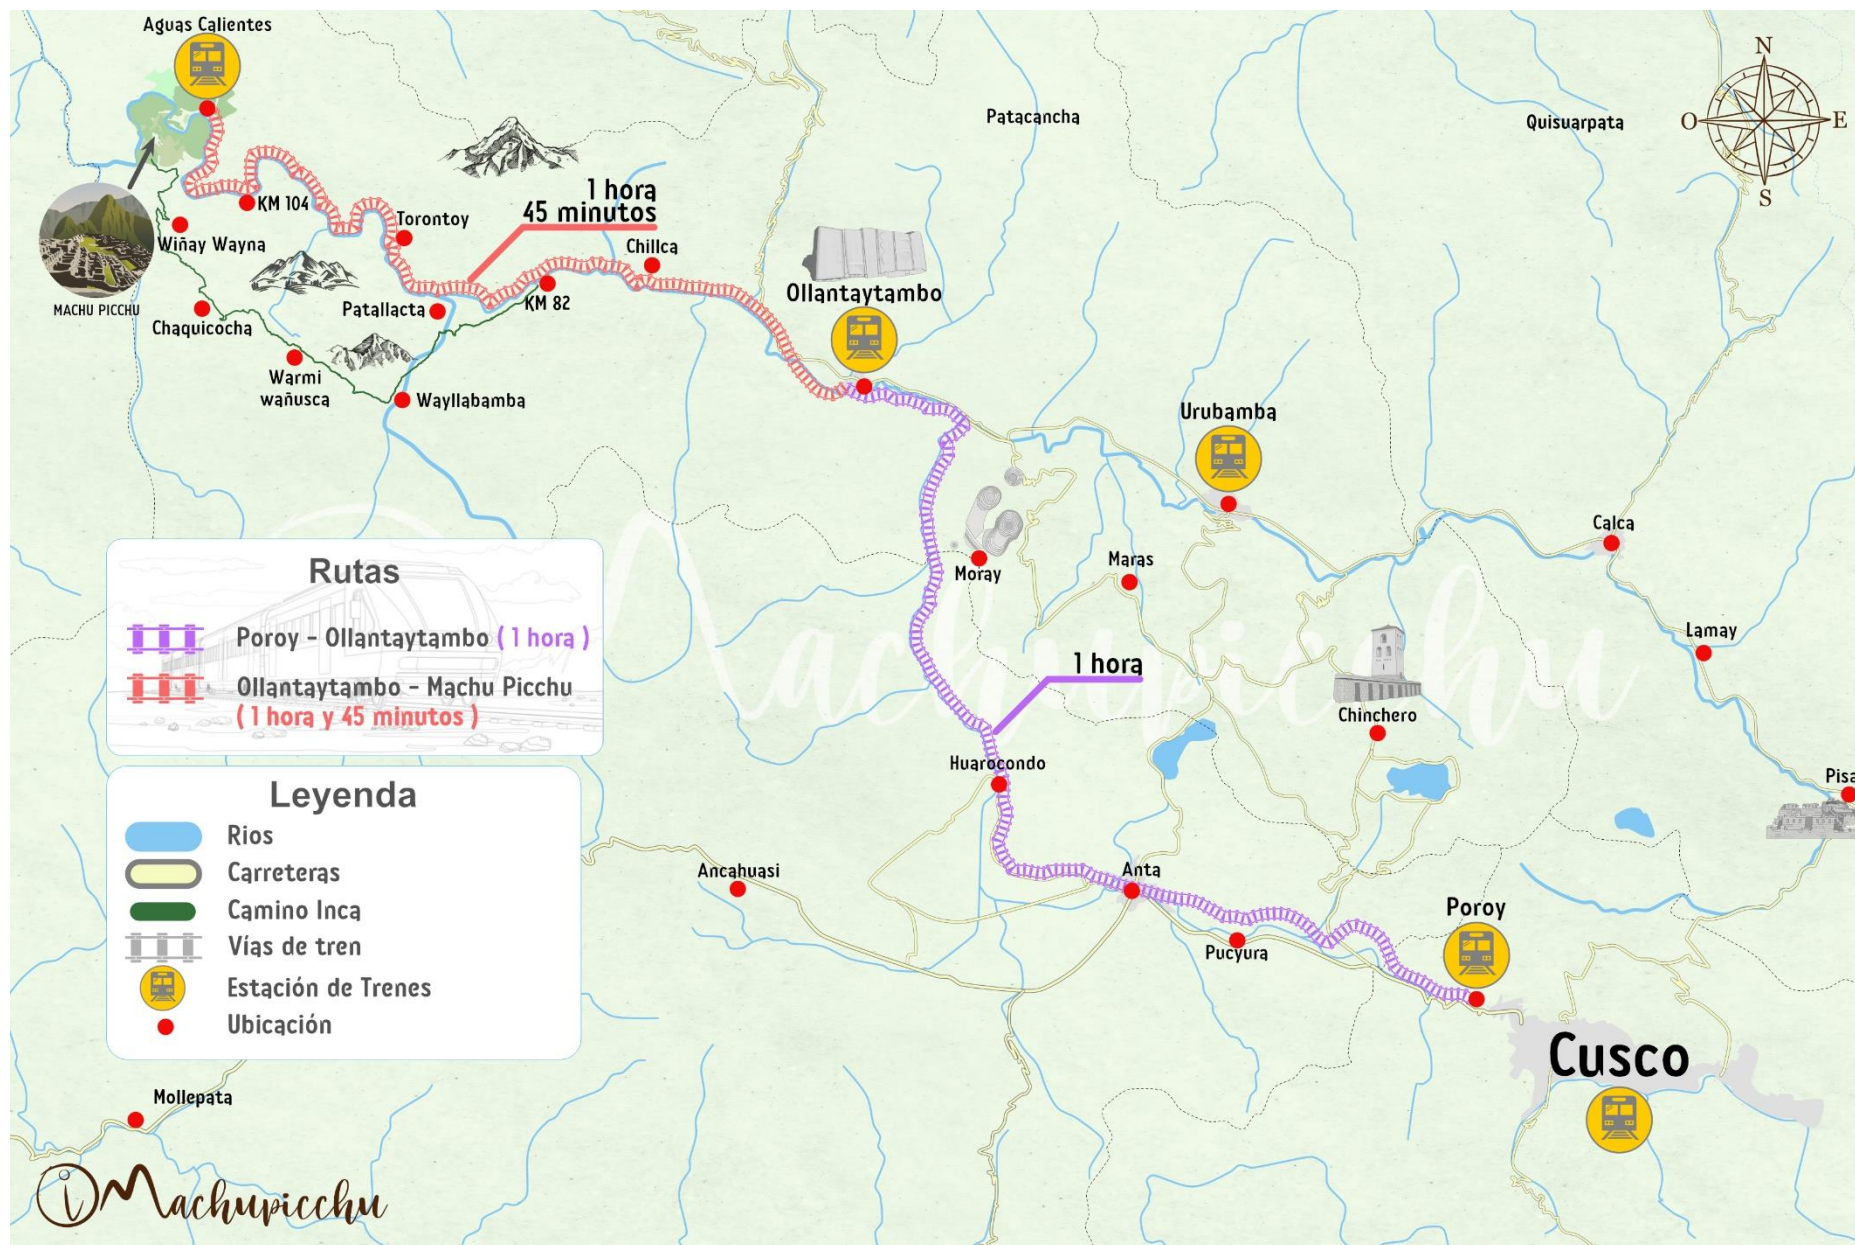 Aguas Calientes
N
O
E
S
Patacancha
Quisuarpata
1 hora
45 minutos
KM 104
Torontoy
Wiñay Wayna
Chillca
MACHU PICCHU
Patallacta
KM 82
Ollantaytambo
Chaquicocha
Warmi
wañusca
Wayllabamba
Urubamba
Calca
Moray
Maras
Rutas
Poroy - Ollantaytambo ( 1 hora )
Ollantaytambo - Machu Picchu
( 1 hora y 45 minutos )
Machupicchu
1 hora
Lamay
Chinchero
Huarocondo
Pisa
Leyenda
Rios
Carreteras
Camino Inca
Vías de tren
Estación de Trenes
Ubicación
Ancahuasi
Anta
Pucyura
Poroy
Cusco
Mollepata
iMachupicchu